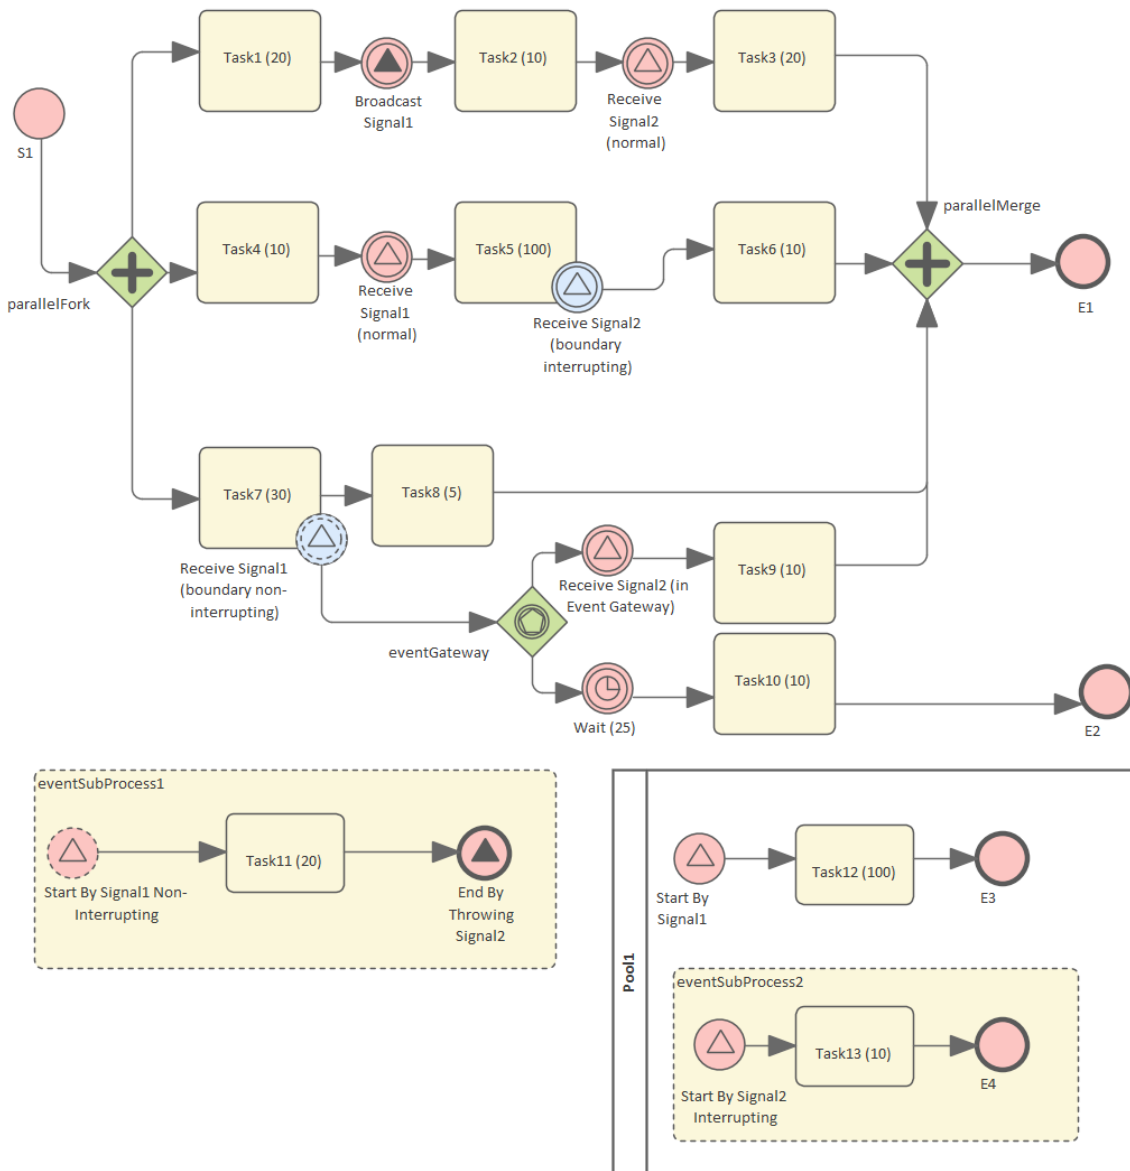 Task1 (20)
Broadcast
Signal1
Task2 (10)
Receive
Signal2
(normal)
Task3 (20)
S1
parallelFork
Task4 (10)
Receive
Signal1
(normal)
Task5 (100)
Receive Signal2
(boundary
interrupting)
Task6 (10)
parallelMerge
E1
Task7 (30)
Receive Signal1
(boundary non-
interrupting)
Task8 (5)
eventGateway
Receive Signal2 (in
Event Gateway)
Task9 (10)
Wait (25)
Task10 (10)
E2
eventSubProcess1
Start By Signal1 Non-
Interrupting
Task11 (20)
End By
Throwing
Signal2
Pool1
Start By
Signal1
Task12 (100)
E3
eventSubProcess2
Start By Signal2
Interrupting
Task13 (10)
E4